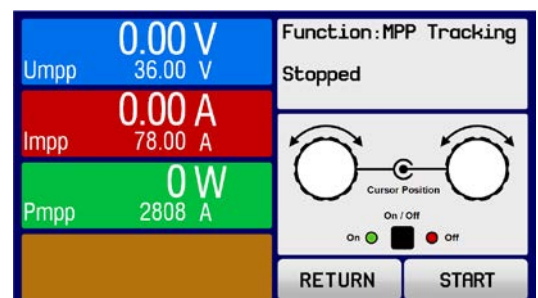 0.00 V
Umpp 36.00 V
0.00 A
Impp 78.00 A
0 W
Pmpp 2808 A
Function:MPP Tracking
Stopped
Cursor Position
On / Off
On Off
RETURN START